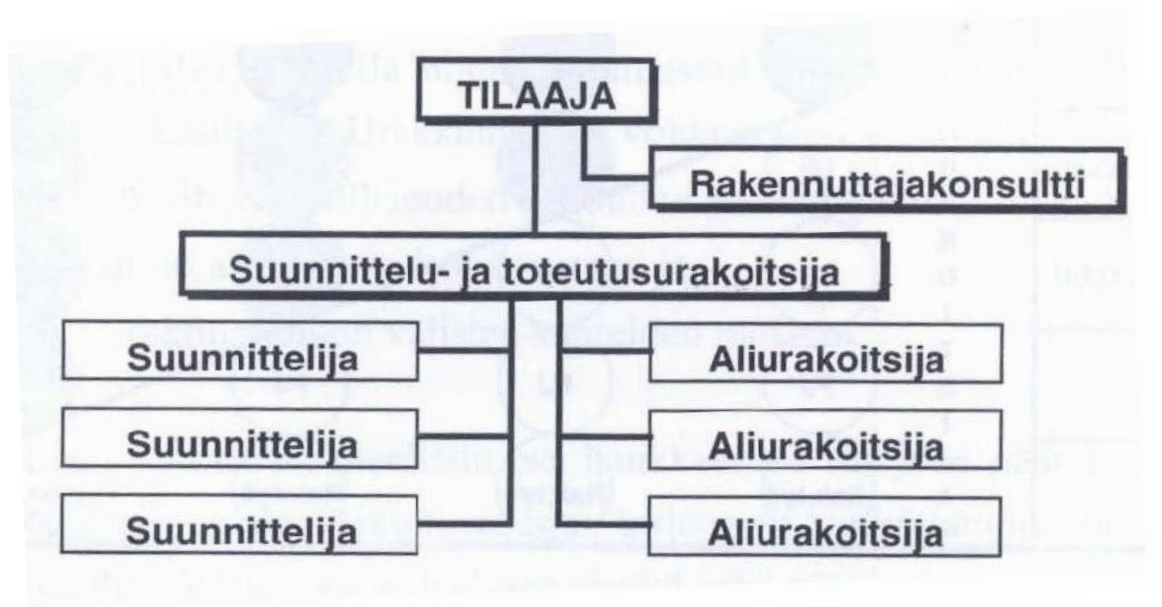 TILAAJA
Rakennuttajakonsultti
Suunnittelu- ja toteutusurakoitsija
Suunnittelija
Aliurakoitsija
Suunnittelija
Aliurakoitsija
Suunnittelija
Aliurakoitsija